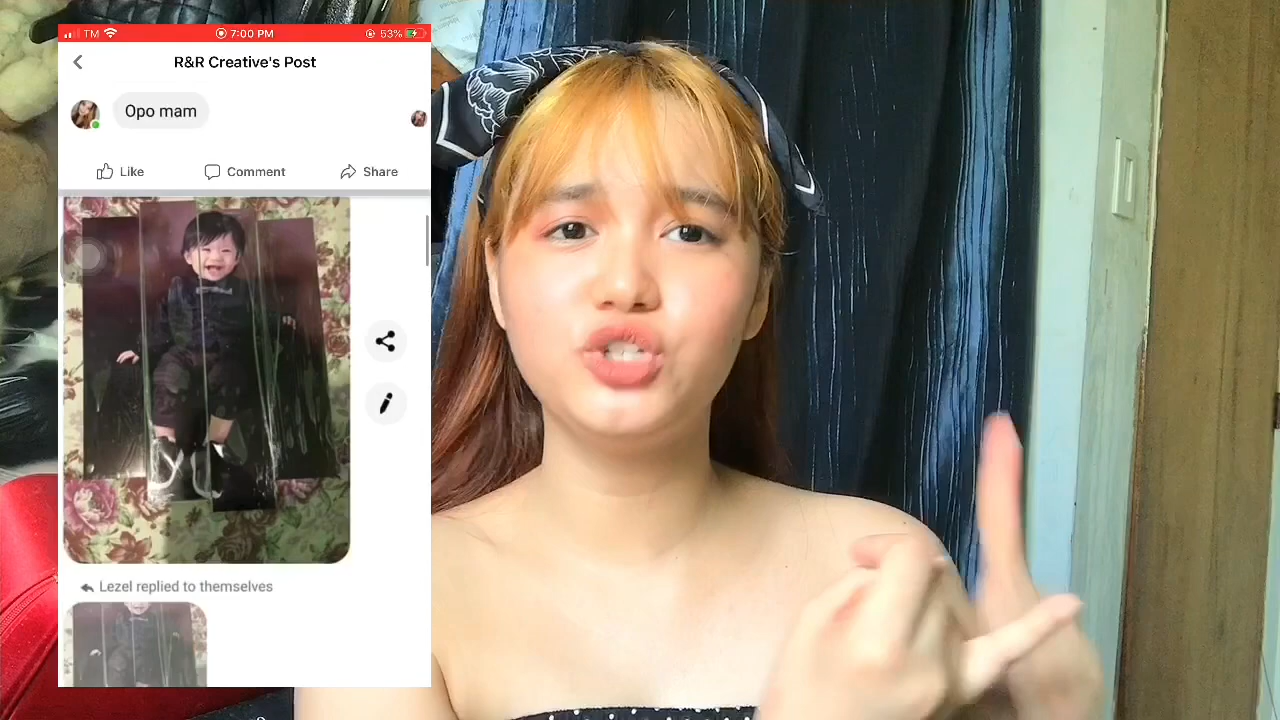 TM 7:00 PM 53%
R&R Creative's Post
Opo mam
Like Comment Share
Lezel replied to themselves